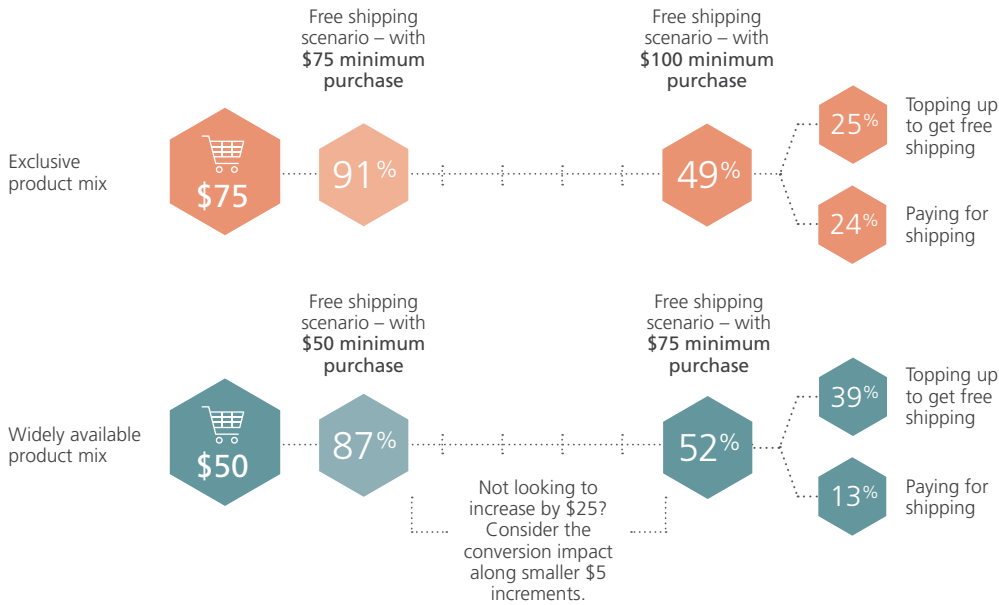 Free shipping
scenario – with
$75 minimum
purchase
Free shipping
scenario – with
$100 minimum
purchase
Exclusive
product mix
$75
91%
49%
25%
Topping up
to get free
shipping
24%
Paying for
shipping
Free shipping
scenario – with
$50 minimum
purchase
Free shipping
scenario – with
$75 minimum
purchase
Widely available
product mix
$50
87%
52%
39%
Topping up
to get free
shipping
13%
Paying for
shipping
Not looking to
increase by $25?
Consider the
conversion impact
along smaller $5
increments.